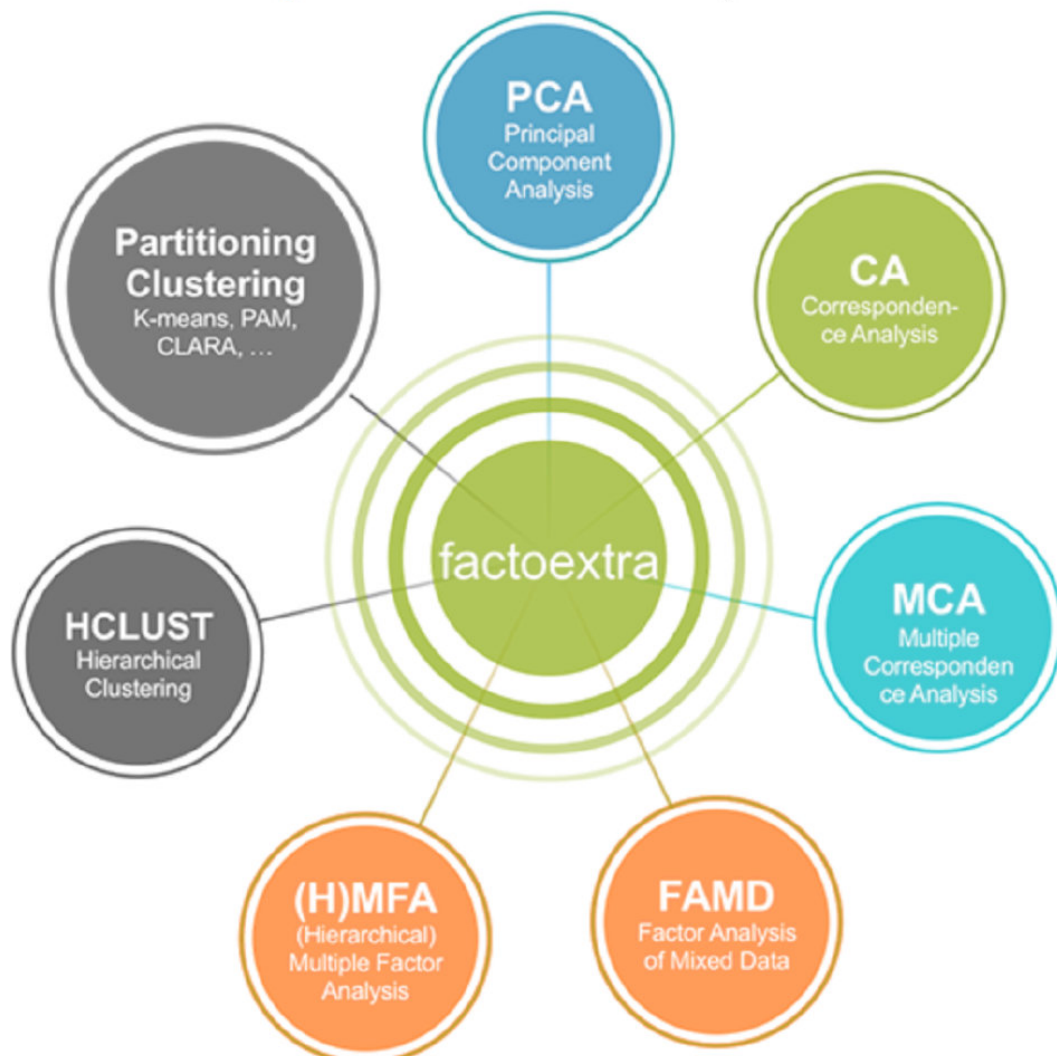 PCA
Principal
Component
Analysis
Partitioning
Clustering
K-means, PAM,
CLARA, ...
CA
Corresponden-
ce Analysis
factoextra
HCLUST
Hierarchical
Clustering
MCA
Multiple
Corresponden
ce Analysis
(H)MFA
(Hierarchical)
Multiple Factor
Analysis
FAMD
Factor Analysis
of Mixed Data